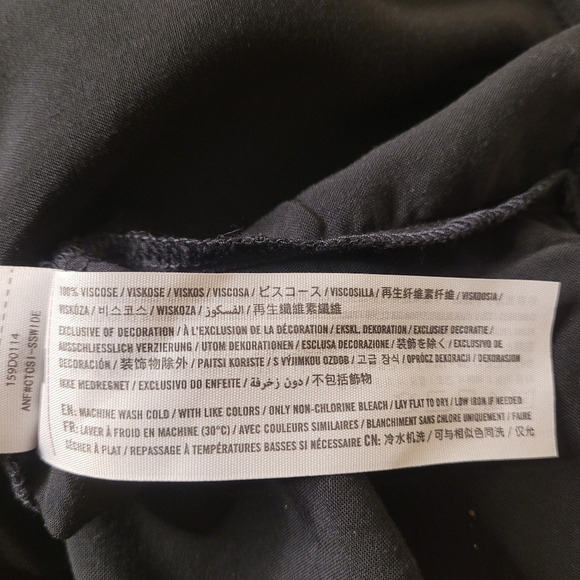 100% VISCOSE / VISKOSE / VISKOS / VISCOSA / ビスコース / VISCOSILLA / 再生纤维素纤维 / VISKOOSIA /
VISKÓZA / 비스코스 / WISKOZA / الفسكوز / 再生纖維素纖維
EXCLUSIVE OF DECORATION / À L'EXCLUSION DE LA DÉCORATION / EKSKL. DEKORATION / EXCLUSIEF DECORATIE /
AUSSCHLIESSLICH VERZIERUNG / UTOM DEKORATIONEN / ESCLUSA DECORAZIONE / 装飾を除く / EXCLUSIVO DE
DECORACIÓN / 装饰物除外 / PAITSI KORISTE / S VÝJIMKOU OZDOB / 고급 장식 / OPRÓCZ DEKORACJI / DEKORASION
IKKE MEDREGNET / EXCLUSIVO DO ENFEITE / دون زخرفة / 不包括飾物
EN: MACHINE WASH COLD / WITH LIKE COLORS / ONLY NON-CHLORINE BLEACH / LAY FLAT TO DRY / LOW IRON IF NEEDED
FR: LAVER À FROID EN MACHINE (30°C) / AVEC COULEURS SIMILAIRES / BLANCHIMENT SANS CHLORE UNIQUEMENT / FAIRE
SÉCHER À PLAT / REPASSAGE À TEMPÉRATURES BASSES SI NÉCESSAIRE CN: 冷水机洗 / 可与相似色同洗 / 仅允
159D0114
ANF#CTCS1-SSW/DE